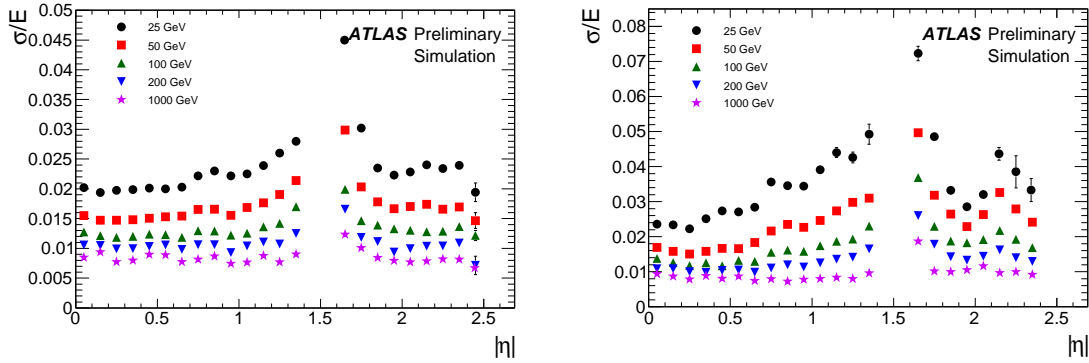 σ/E
0.05
0.045
0.04
0.035
0.03
0.025
0.02
0.015
0.01
0.005
0
25 GeV
50 GeV
100 GeV
200 GeV
1000 GeV
ATLAS Preliminary
Simulation
0 0.5 1 1.5 2 2.5
|η|
σ/E
0.08
0.07
0.06
0.05
0.04
0.03
0.02
0.01
0
25 GeV
50 GeV
100 GeV
200 GeV
1000 GeV
ATLAS Preliminary
Simulation
0 0.5 1 1.5 2 2.5
|η|